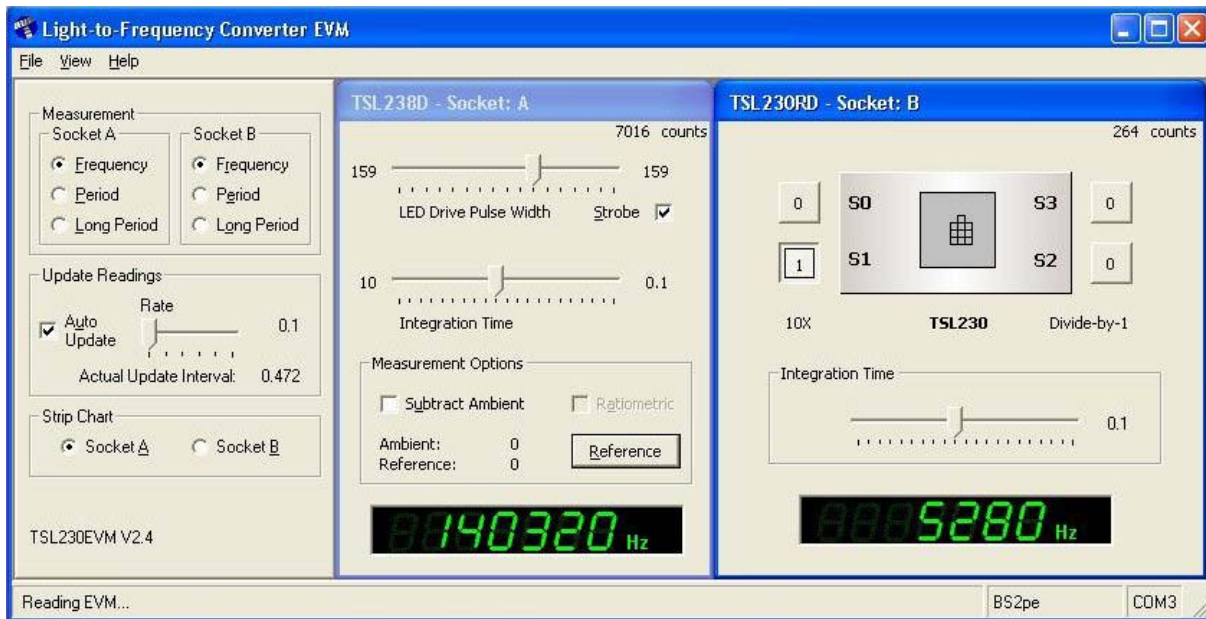 Light-to-Frequency Converter EVM
File View Help
Measurement
Socket A
Frequency
Period
Long Period
Socket B
Frequency
Period
Long Period
Update Readings
Auto Update
Rate
0.1
Actual Update Interval: 0.472
Strip Chart
Socket A Socket B
TSL230EVM V2.4
TSL238D - Socket: A
7016 counts
159 159
LED Drive Pulse Width Strobe
10 0.1
Integration Time
Measurement Options
Subtract Ambient Ratiometric
Ambient: 0
Reference: 0
Reference
140320 Hz
TSL230RD - Socket: B
264 counts
0 S0 S3 0
1 S1 S2 0
10X TSL230 Divide-by-1
Integration Time
0.1
5280 Hz
Reading EVM... BS2pe COM3